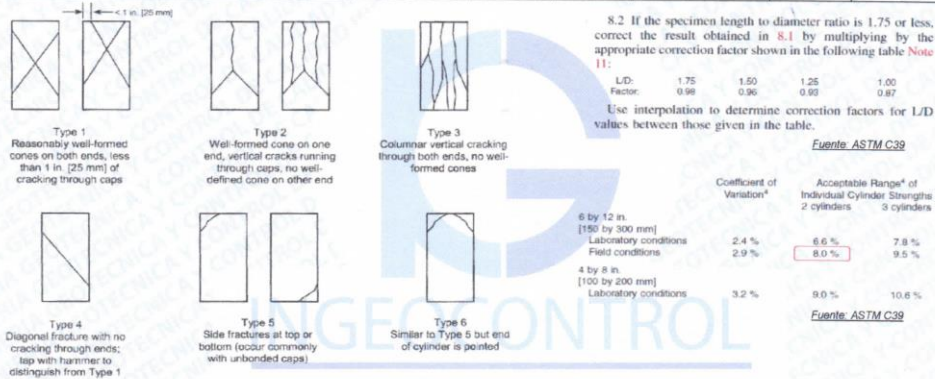 < 1 in. [25 mm]
Type 1
Reasonably well-formed
cones on both ends, less
than 1 in. [25 mm] of
cracking through caps
Type 2
Well-formed cone on one
end, vertical cracks running
through caps, no well-
defined cone on other end
Type 3
Columnar vertical cracking
through both ends, no well-
formed cones
Type 4
Diagonal fracture with no
cracking through ends;
tap with hammer to
distinguish from Type 1
Type 5
Side fractures at top or
bottom (occur commonly
with unbonded caps)
Type 6
Similar to Type 5 but end
of cylinder is pointed
8.2 If the specimen length to diameter ratio is 1.75 or less,
correct the result obtained in 8.1 by multiplying by the
appropriate correction factor shown in the following table Note
11:
L/D: 1.75 1.50 1.25 1.00
Factor: 0.98 0.96 0.93 0.87
Use interpolation to determine correction factors for L/D
values between those given in the table.
Fuente: ASTM C39
Coefficient of Acceptable Range⁴ of
Variation⁴ Individual Cylinder Strengths
2 cylinders 3 cylinders
6 by 12 in.
[150 by 300 mm]
Laboratory conditions 2.4 % 6.6 % 7.8 %
Field conditions 2.9 % 8.0 % 9.5 %
4 by 8 in.
[100 by 200 mm]
Laboratory conditions 3.2 % 9.0 % 10.6 %
Fuente: ASTM C39
INGEOCONTROL